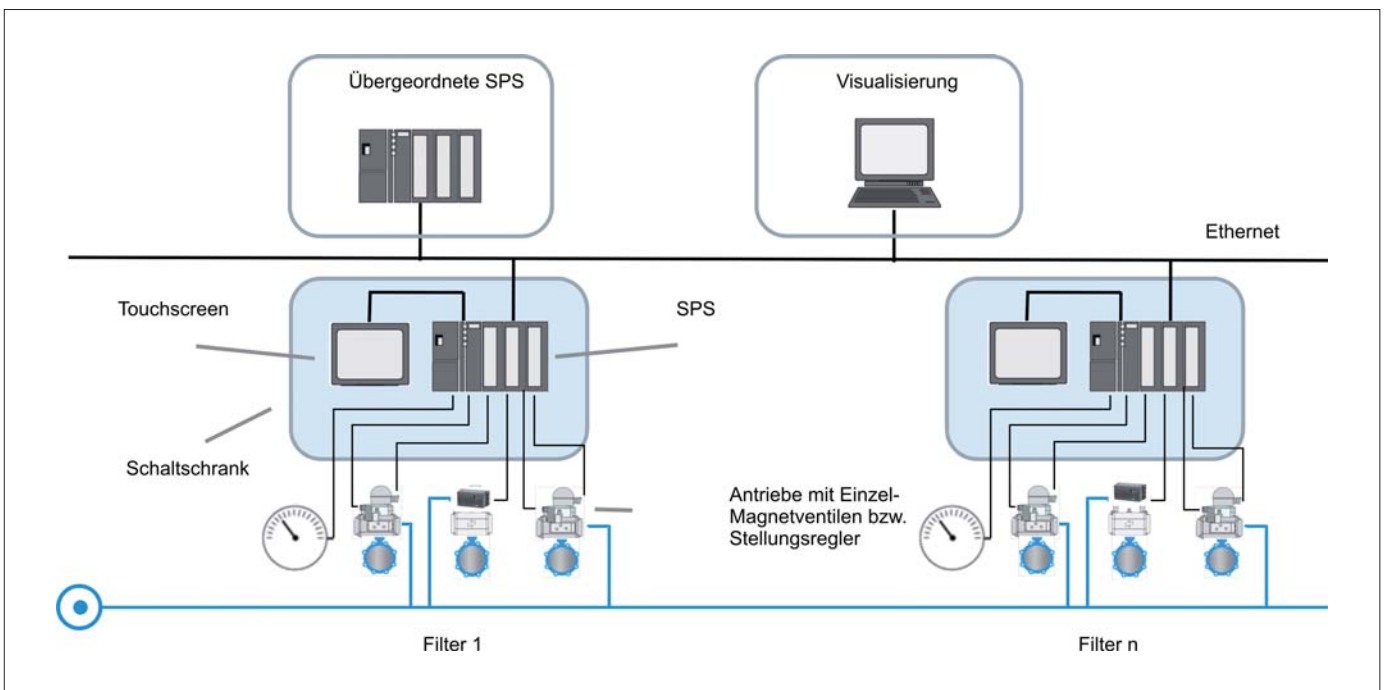 Übergeordnete SPS
Visualisierung
Ethernet
Touchscreen
SPS
Schaltschrank
Antriebe mit Einzel-
Magnetventilen bzw.
Stellungsregler
Filter 1
Filter n